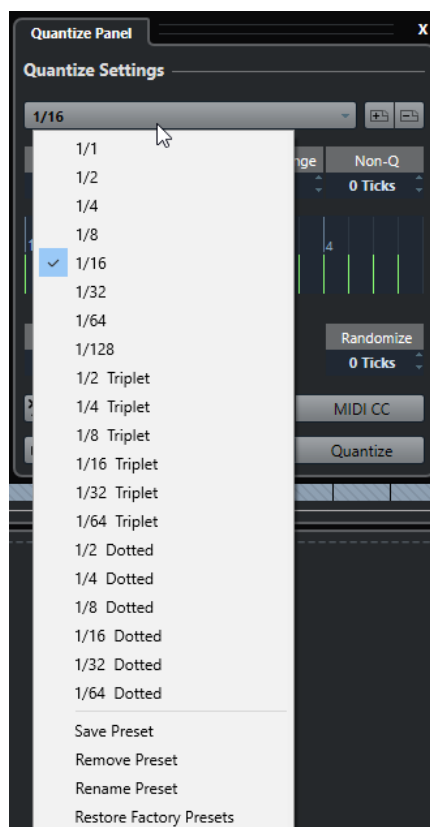 Quantize Panel
X
Quantize Settings
1/16
1/1
1/2
1/4
1/8
1/16
1/32
1/64
1/128
1/2 Triplet
1/4 Triplet
1/8 Triplet
1/16 Triplet
1/32 Triplet
1/64 Triplet
1/2 Dotted
1/4 Dotted
1/8 Dotted
1/16 Dotted
1/32 Dotted
1/64 Dotted
Save Preset
Remove Preset
Rename Preset
Restore Factory Presets
Non-Q
0 Ticks
4
Randomize
0 Ticks
MIDI CC
Quantize